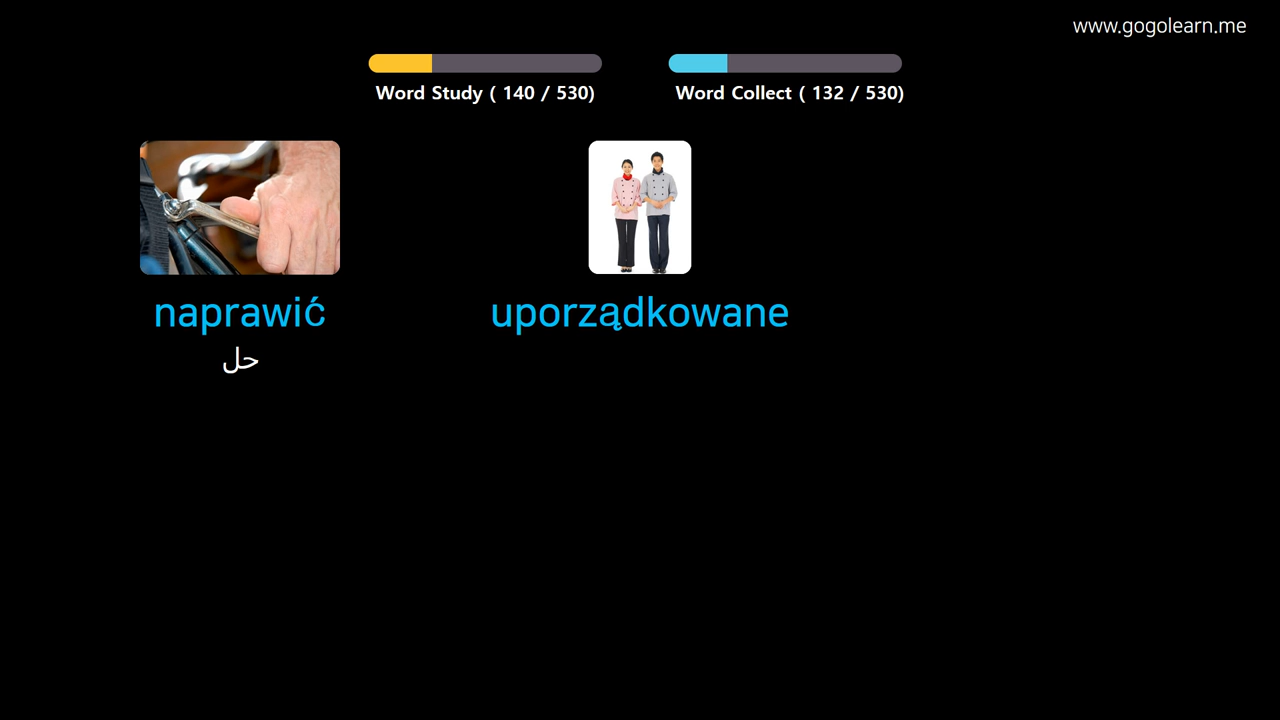 www.gogolearn.me
Word Study ( 140 / 530)
Word Collect ( 132 / 530)
naprawić
uporządkowane
حل